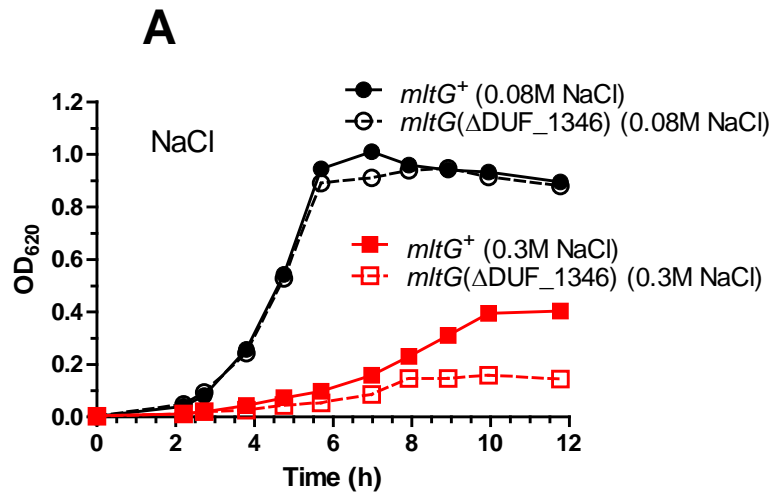 A
mltG⁺ (0.08M NaCl)
mltG(ΔDUF_1346) (0.08M NaCl)
NaCl
mltG⁺ (0.3M NaCl)
mltG(ΔDUF_1346) (0.3M NaCl)
OD₆₂₀
1.2
1.0
0.8
0.6
0.4
0.2
0.0
0 2 4 6 8 10 12
Time (h)